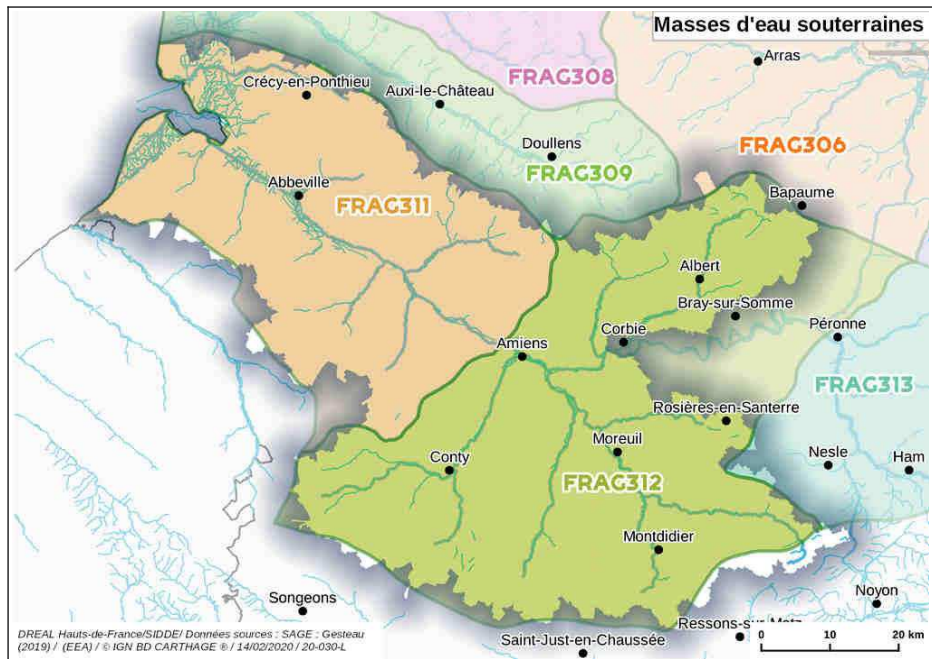 Masses d'eau souterraines
Arras
FRAG308
Crécy-en-Ponthieu
Auxi-le-Château
Doullens
FRAG306
FRAG309
Abbeville
Bapaume
FRAG311
Albert
Bray-sur-Somme
Corbie
Péronne
Amiens
FRAG313
Rosières-en-Santerre
Moreuil
Conty
Nesle
Ham
FRAG312
Montdidier
Songeons
Noyon
DREAL Hauts-de-France/SIDDE/ Données sources : SAGE : Gesteau
(2019) / (EEA) / © IGN BD CARTHAGE ® / 14/02/2020 / 20-030-L
Saint-Just-en-Chaussée
Ressons-sur-Matz
0 10 20 km